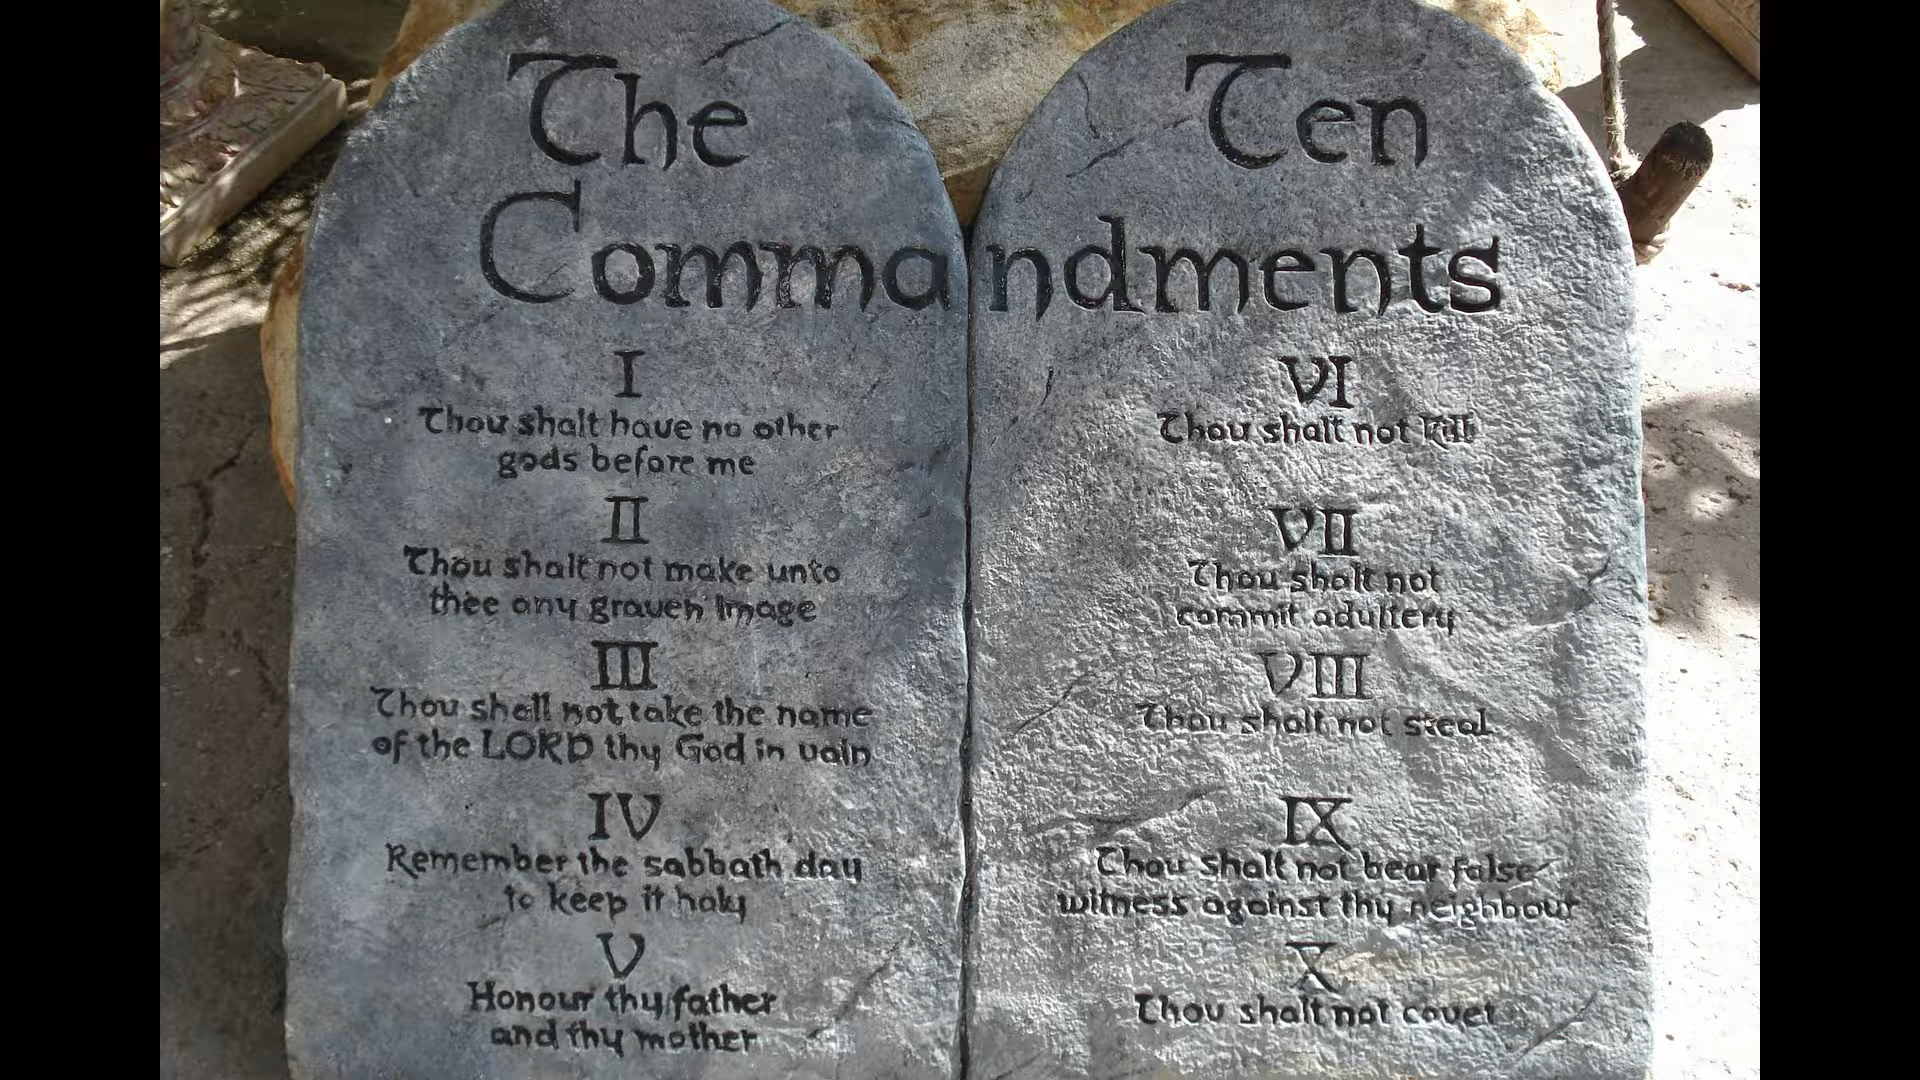 The Ten
Commandments
I
Thou shalt have no other
gods before me
II
Thou shalt not make unto
thee any graven Image
III
Thou shall not take the name
of the LORD thy God in vain
IV
Remember the sabbath day
to keep it holy
V
Honour thy father
and thy mother
VI
Thou shalt not kill
VII
Thou shalt not
commit adultery
VIII
Thou shalt not steal
IX
Thou shalt not bear false
witness against thy neighbour
X
Thou shalt not covet